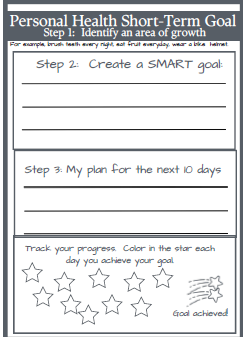 Personal Health Short-Term Goal
Step 1: Identify an area of growth
For example, brush teeth every night, eat fruit everyday, wear a bike helmet.
Step 2: Create a SMART goal:
Step 3: My plan for the next 10 days
Track your progress. Color in the star each
day you achieve your goal.
Goal achieved!